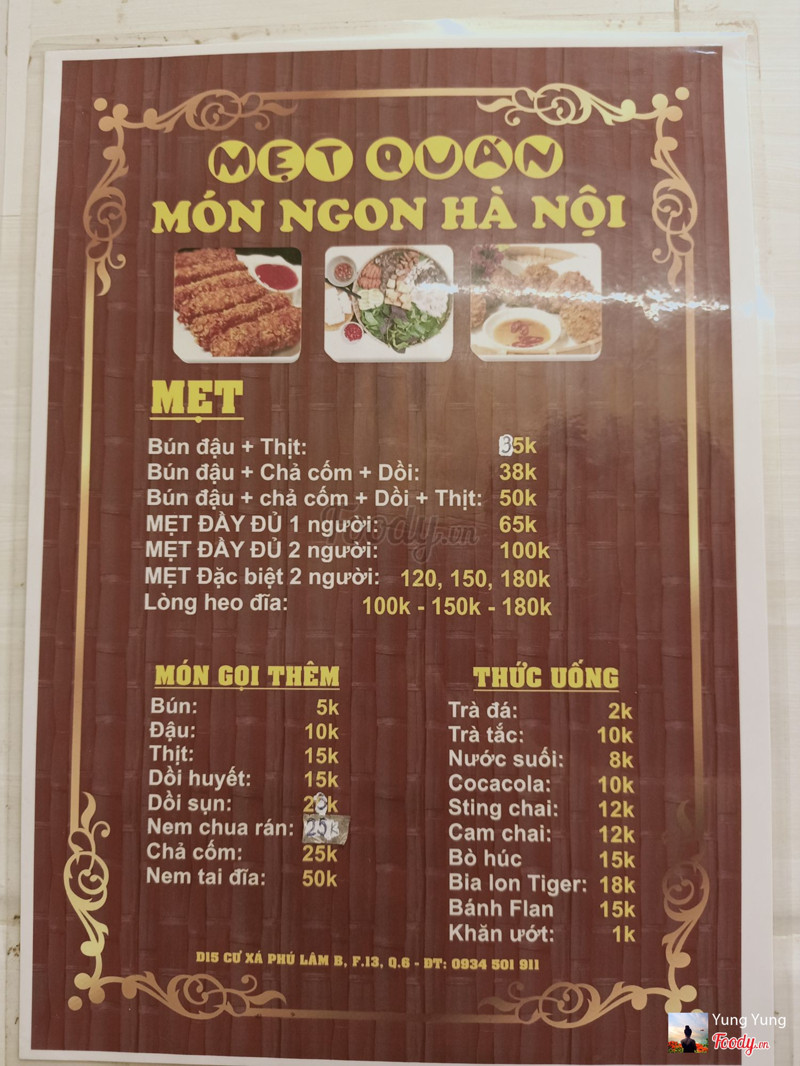 MẸT QUÁN
MÓN NGON HÀ NỘI
MẸT
Bún đậu + Thịt: 35k
Bún đậu + Chả cốm + Dồi: 38k
Bún đậu + chả cốm + Dồi + Thịt: 50k
MẸT ĐẦY ĐỦ 1 người: 65k
MẸT ĐẦY ĐỦ 2 người: 100k
MẸT Đặc biệt 2 người: 120, 150, 180k
Lòng heo đĩa: 100k - 150k - 180k
MÓN GỌI THÊM
Bún: 5k
Đậu: 10k
Thịt: 15k
Dồi huyết: 15k
Dồi sụn:
Nem chua rán: 25k
Chả cốm: 25k
Nem tai đĩa: 50k
THỨC UỐNG
Trà đá: 2k
Trà tắc: 10k
Nước suối: 8k
Cocacola: 10k
Sting chai: 12k
Cam chai: 12k
Bò húc 15k
Bia lon Tiger: 18k
Bánh Flan 15k
Khăn ướt: 1k
D15 CƯ XÁ PHÚ LÂM B, F.13, Q.6 - ĐT: 0934 501 911
Foody.vn
Yung Yung
Foody.vn